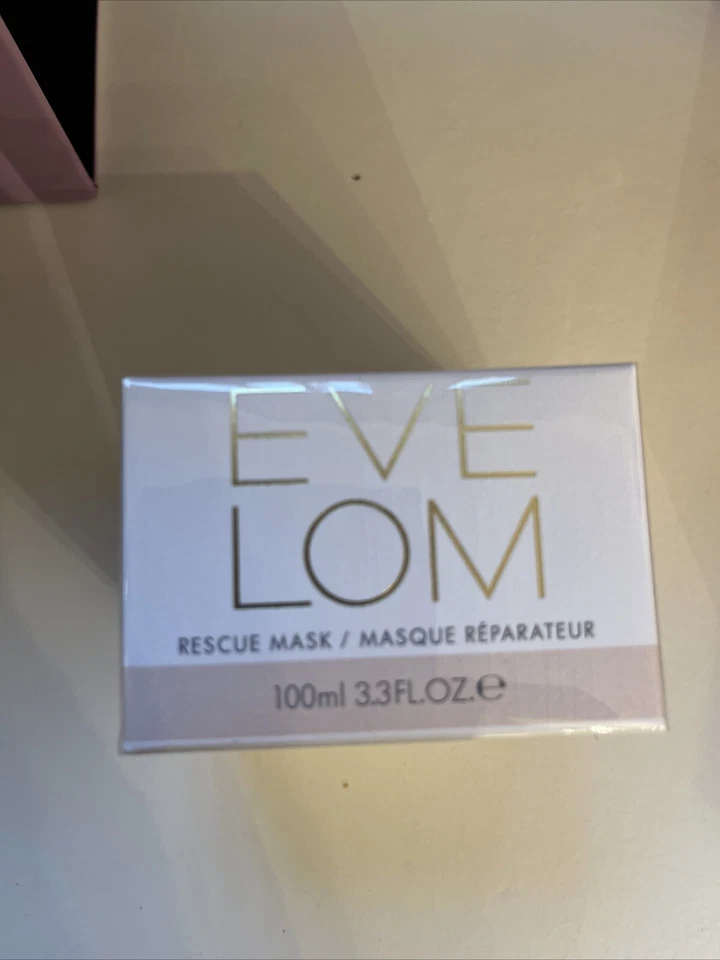 EVE
LOM
RESCUE MASK / MASQUE RÉPARATEUR
100ml 3.3FL.OZ.℮